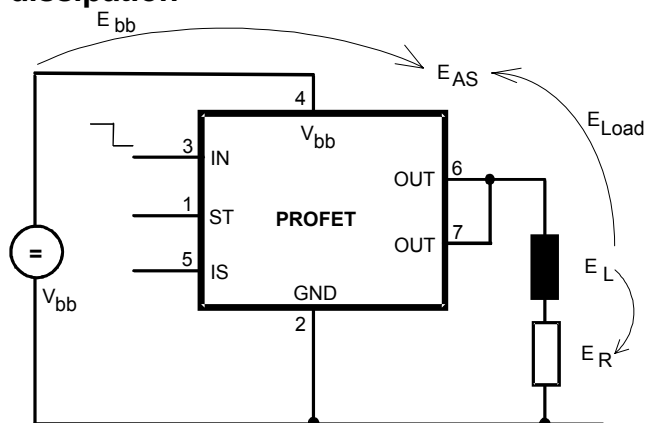 dissipation
E bb
E AS
E Load
4
V bb
3
IN
OUT
6
1
ST
PROFET
7
OUT
5
IS
=
V bb
GND
2
E L
E R